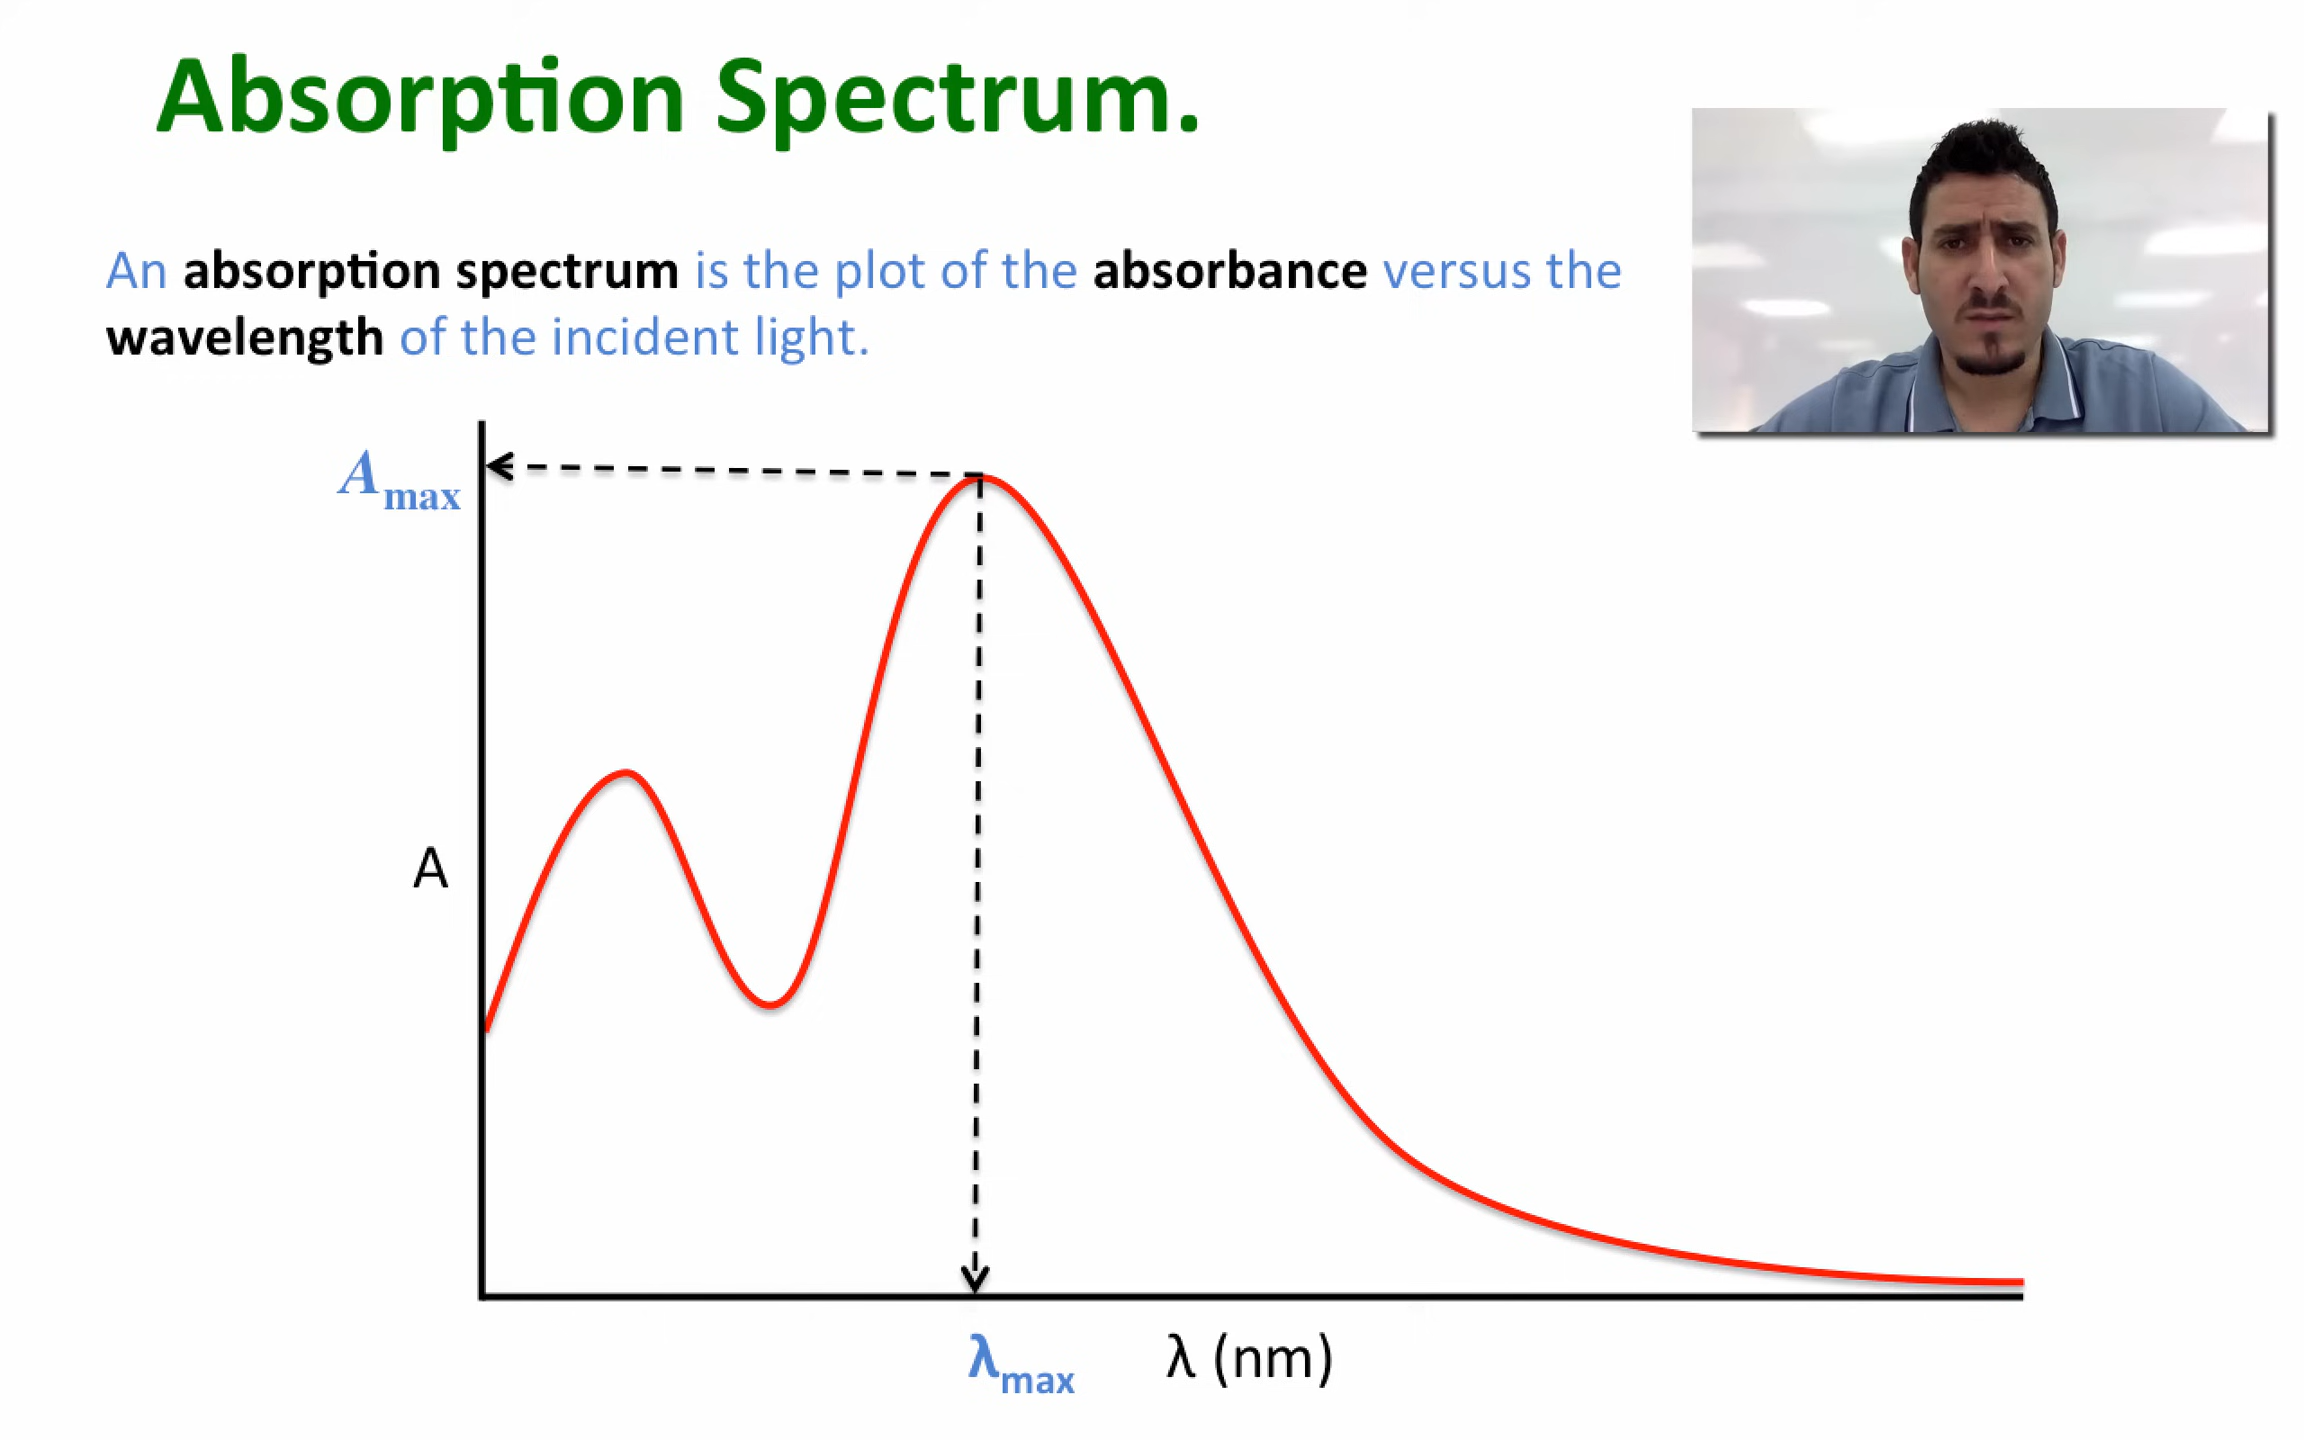 Absorption Spectrum.
An absorption spectrum is the plot of the absorbance versus the
wavelength of the incident light.
Amax
A
λmax λ (nm)